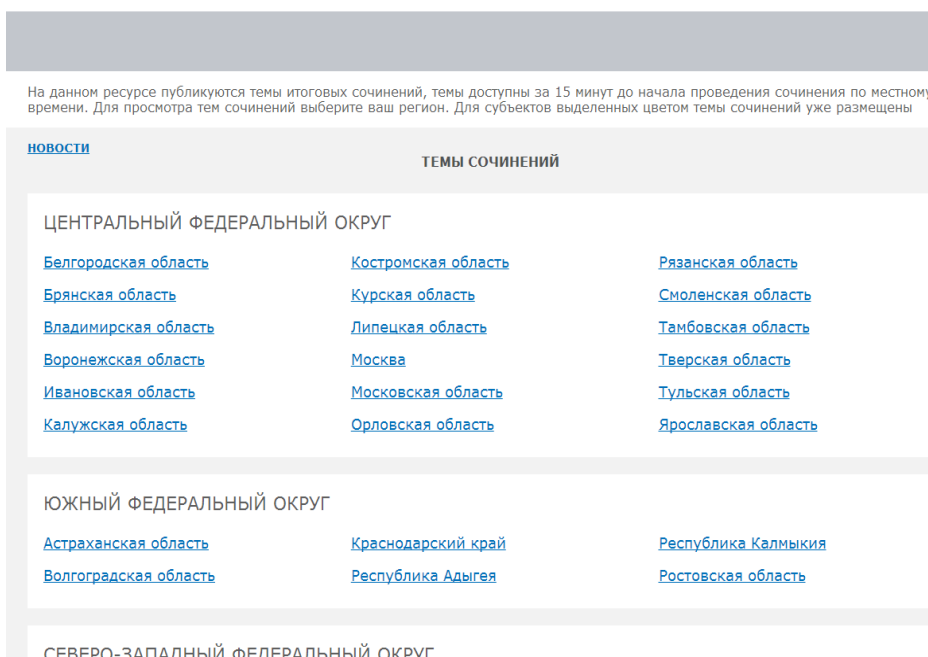 На данном ресурсе публикуются темы итоговых сочинений, темы доступны за 15 минут до начала проведения сочинения по местному
времени. Для просмотра тем сочинений выберите ваш регион. Для субъектов выделенных цветом темы сочинений уже размещены
НОВОСТИ
ТЕМЫ СОЧИНЕНИЙ
ЦЕНТРАЛЬНЫЙ ФЕДЕРАЛЬНЫЙ ОКРУГ
Белгородская область Костромская область Рязанская область
Брянская область Курская область Смоленская область
Владимирская область Липецкая область Тамбовская область
Воронежская область Москва Тверская область
Ивановская область Московская область Тульская область
Калужская область Орловская область Ярославская область
ЮЖНЫЙ ФЕДЕРАЛЬНЫЙ ОКРУГ
Астраханская область Краснодарский край Республика Калмыкия
Волгоградская область Республика Адыгея Ростовская область
СЕВЕРО-ЗАПАДНЫЙ ФЕДЕРАЛЬНЫЙ ОКРУГ